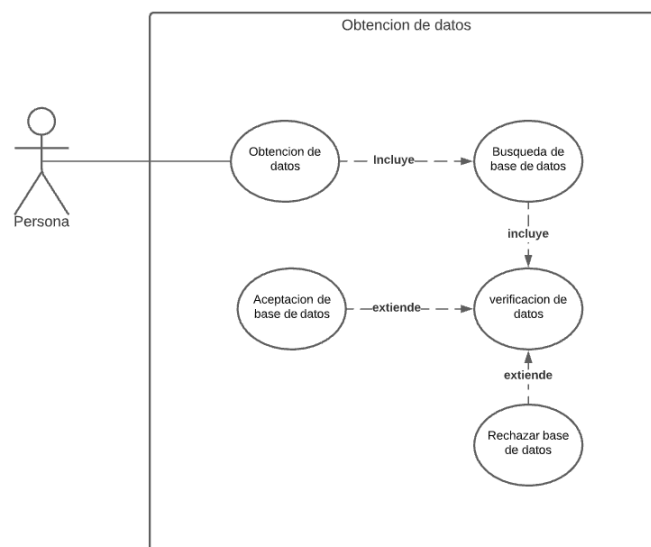 Obtencion de datos
Obtencion de
datos
Incluye
Busqueda de
base de datos
Persona
incluye
Aceptacion de
base de datos
extiende
verificacion de
datos
extiende
Rechazar base
de datos